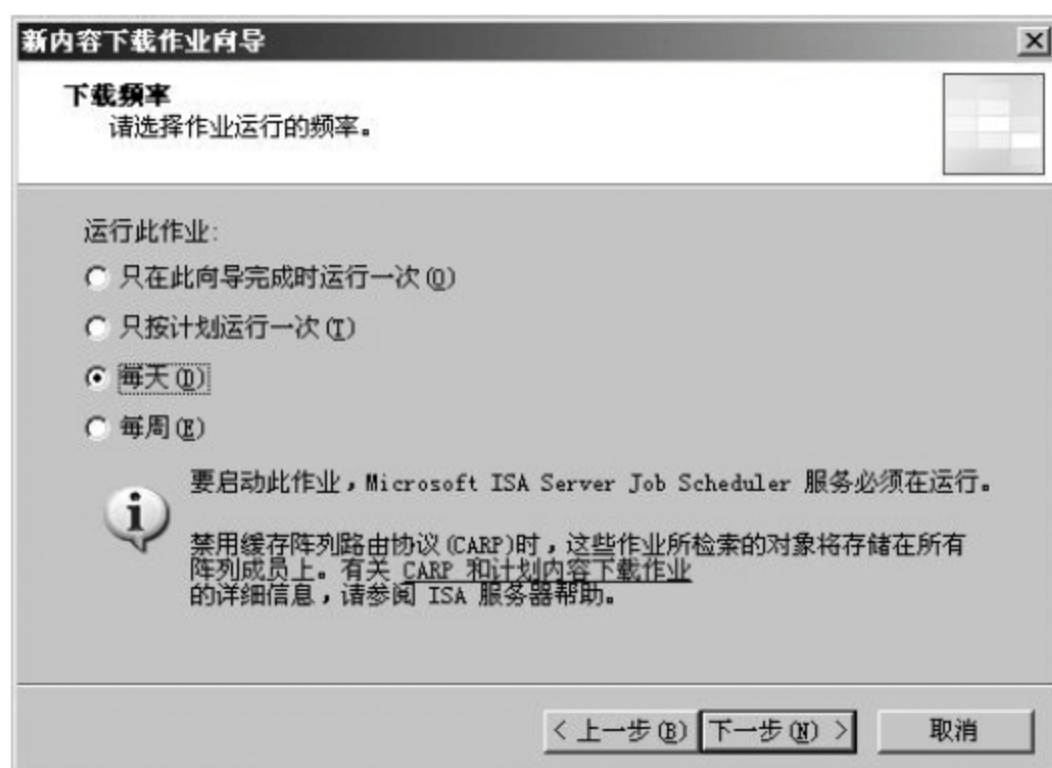 新内容下载作业向导
下载频率
请选择作业运行的频率。
运行此作业:
只在此向导完成时运行一次(O)
只按计划运行一次(T)
每天(D)
每周(E)
要启动此作业，Microsoft ISA Server Job Scheduler 服务必须在运行。
禁用缓存阵列路由协议(CARP)时，这些作业所检索的对象将存储在所有
阵列成员上。有关 CARP 和计划内容下载作业
的详细信息，请参阅 ISA 服务器帮助。
< 上一步(B) 下一步(N) > 取消